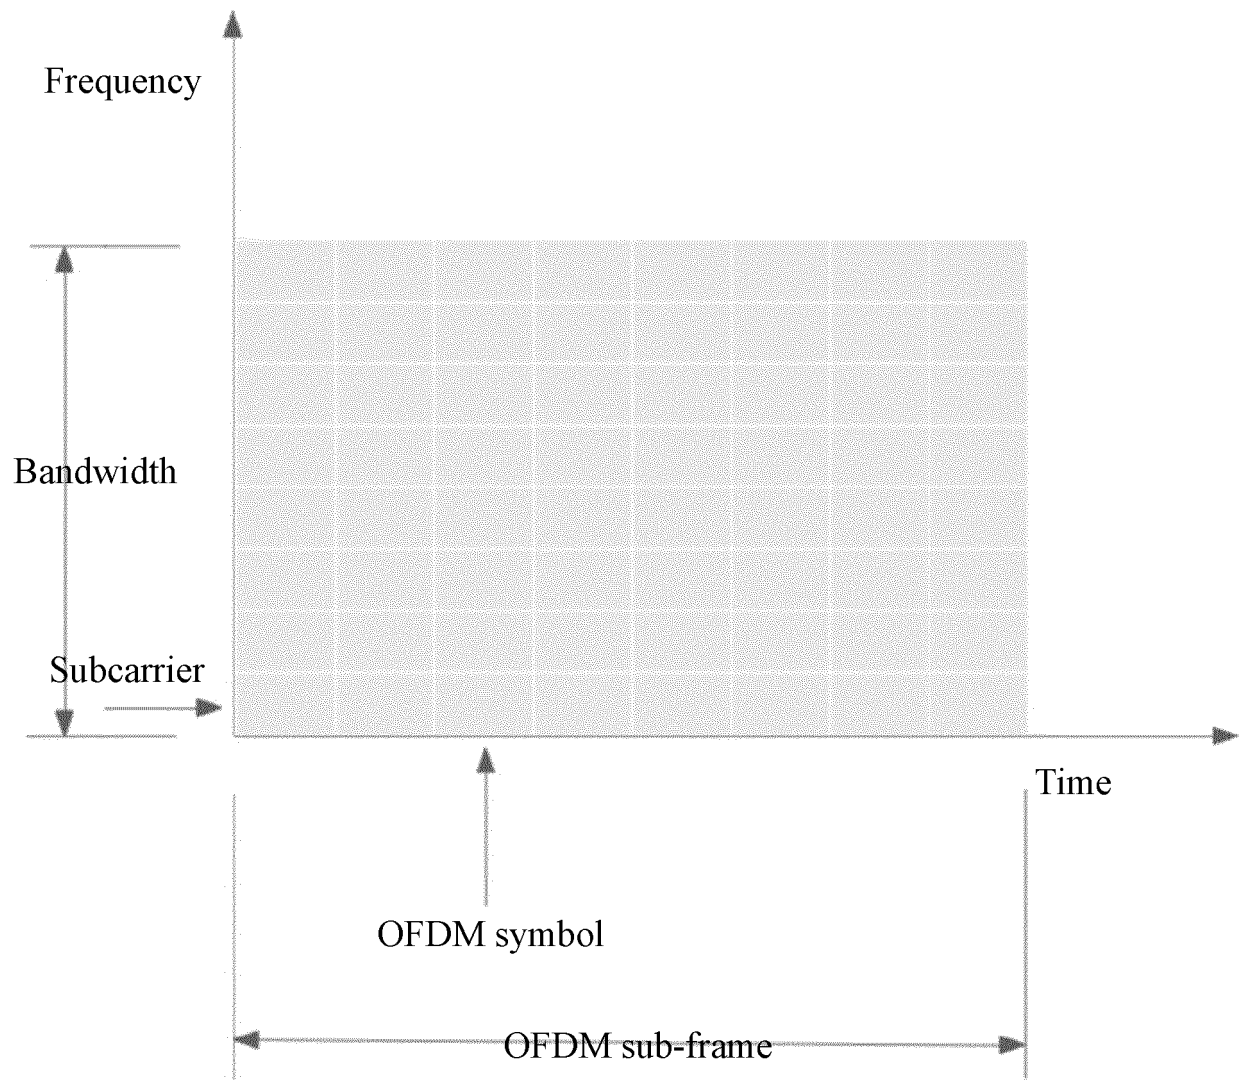 Frequency
Bandwidth
Subcarrier
Time
OFDM symbol
OFDM sub-frame